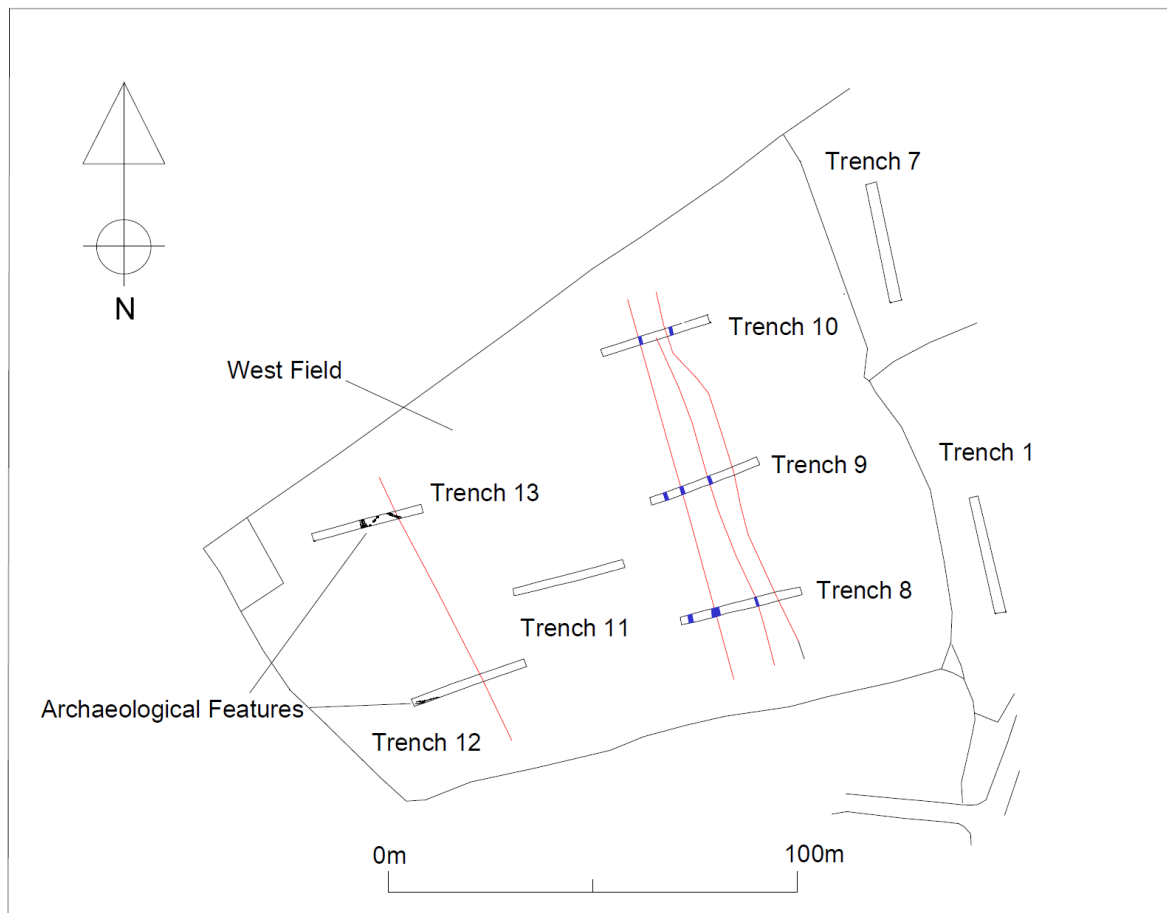 Trench 7
N
Trench 10
West Field
Trench 1
Trench 9
Trench 13
Trench 8
Trench 11
Archaeological Features
Trench 12
0m
100m